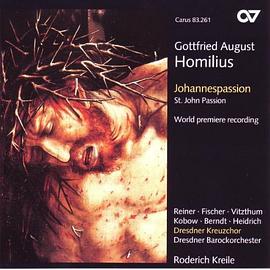 Carus 83.261
Gottfried August
Homilius
Johannespassion
St. John Passion
World premiere recording
Reiner · Fischer · Vitzthum
Kobow · Berndt · Heidrich
Dresdner Kreuzchor
Dresdner Barockorchester
Roderich Kreile